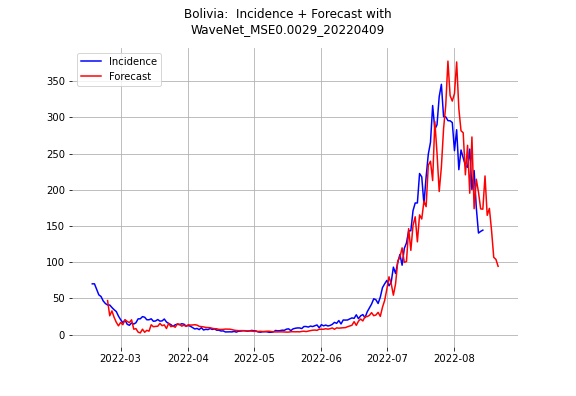 Bolivia:  Incidence + Forecast with
WaveNet_MSE0.0029_20220409
Incidence
Forecast
350
300
250
200
150
100
50
0
2022-03 2022-04 2022-05 2022-06 2022-07 2022-08